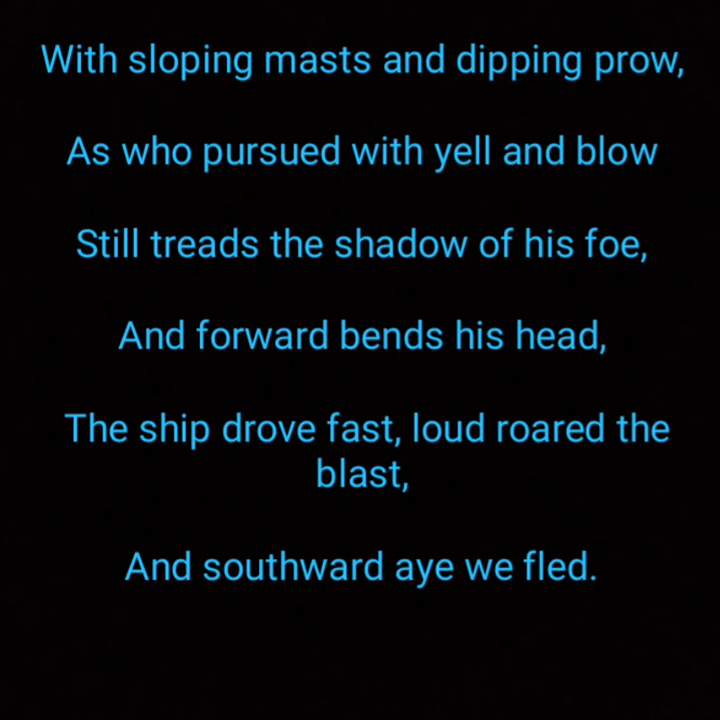 With sloping masts and dipping prow,
As who pursued with yell and blow
Still treads the shadow of his foe,
And forward bends his head,
The ship drove fast, loud roared the
blast,
And southward aye we fled.